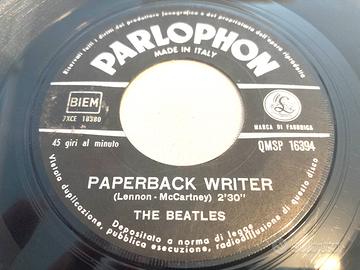 Riservati tutti i diritti del produttore fonografico e del proprietario dell'opera riprodotta
PARLOPHON
MADE IN ITALY
BIEM
7XCE 18380
£
MARCA DI FABBRICA
45 giri al minuto
QMSP 16394
PAPERBACK WRITER
(Lennon - McCartney) 2'30"
THE BEATLES
Depositato a norma di legge
Vietata duplicazione, pubblica esecuzione, radiodiffusione di questo disco